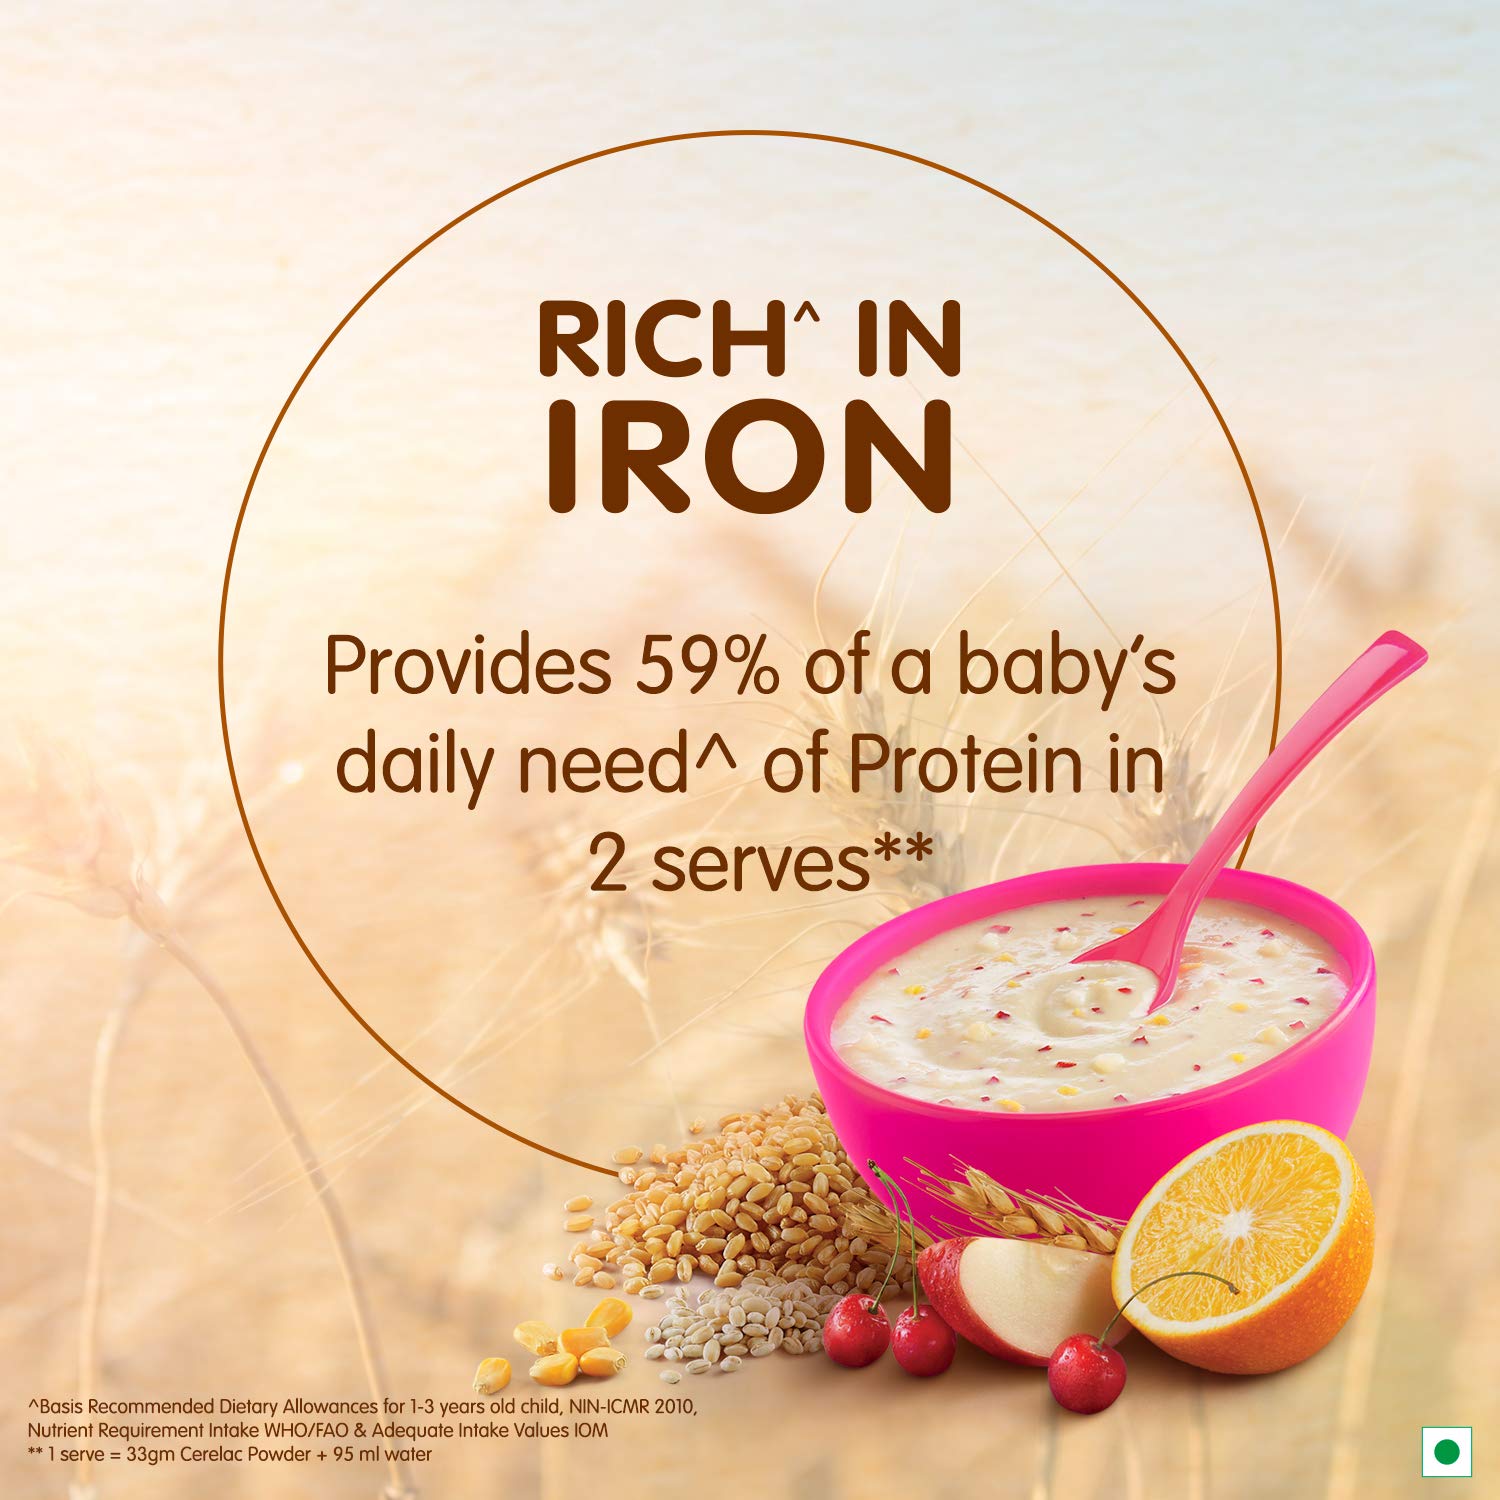 RICH^ IN
IRON
Provides 59% of a baby's
daily need^ of Protein in
2 serves**
^Basis Recommended Dietary Allowances for 1-3 years old child, NIN-ICMR 2010,
Nutrient Requirement Intake WHO/FAO & Adequate Intake Values IOM
** 1 serve = 33gm Cerelac Powder + 95 ml water